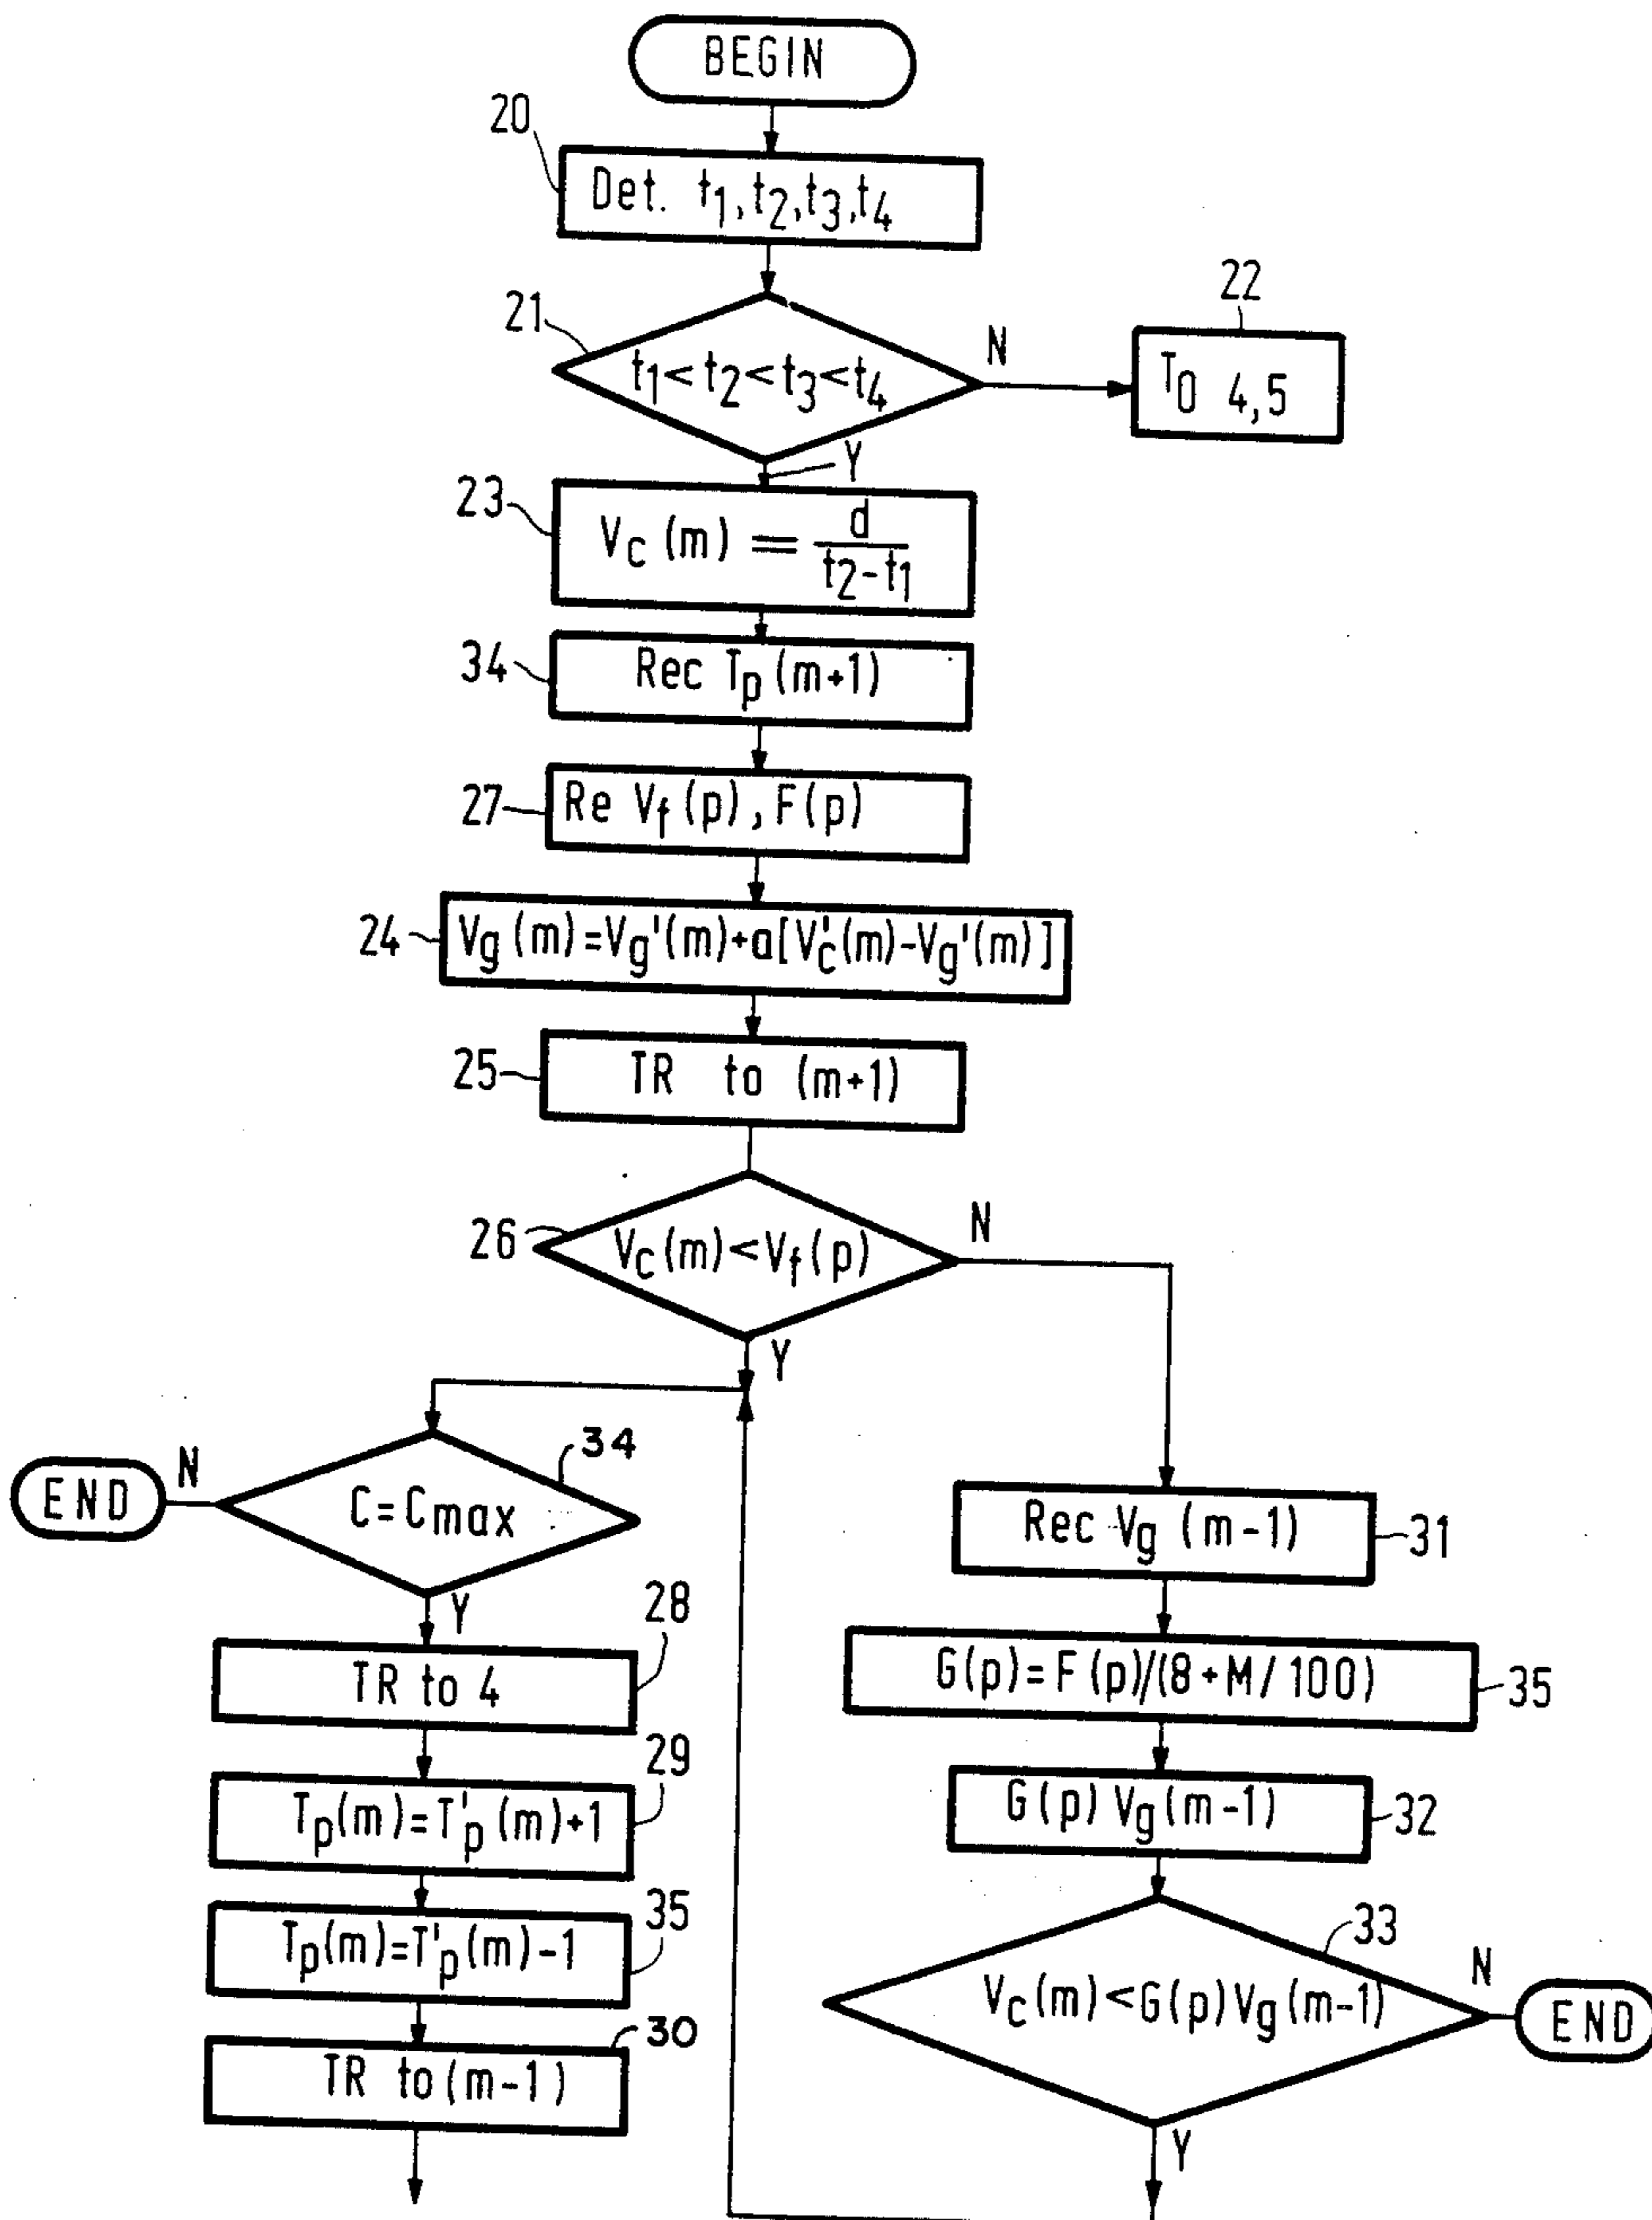 BEGIN
20
Det. t1, t2, t3, t4
21
t1 < t2 < t3 < t4
N
22
T0 4,5
Y
23
Vc (m) = d / t2-t1
34
Rec Tp (m+1)
27
Re Vf (p), F(p)
24
Vg (m) = Vg'(m)+a[Vc'(m)-Vg'(m)]
25
TR to (m+1)
26
Vc (m) < Vf (p)
N
Y
END
N
34
C = Cmax
Y
28
TR to 4
29
Tp(m) = T'p (m)+1
35
Tp(m) = T'p(m) - 1
30
TR to (m-1)
Rec Vg (m-1)
31
G(p) = F (p)/(8 + M / 100)
35
G (p) Vg (m-1)
32
33
Vc (m) < G(p) Vg (m-1)
N
END
Y